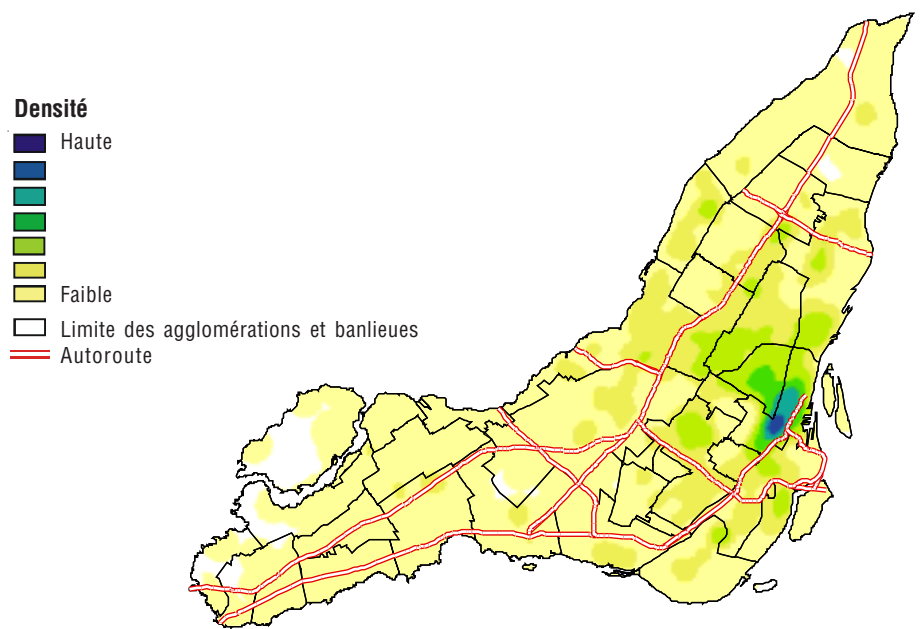 Densité
Haute
Faible
Limite des agglomérations et banlieues
Autoroute